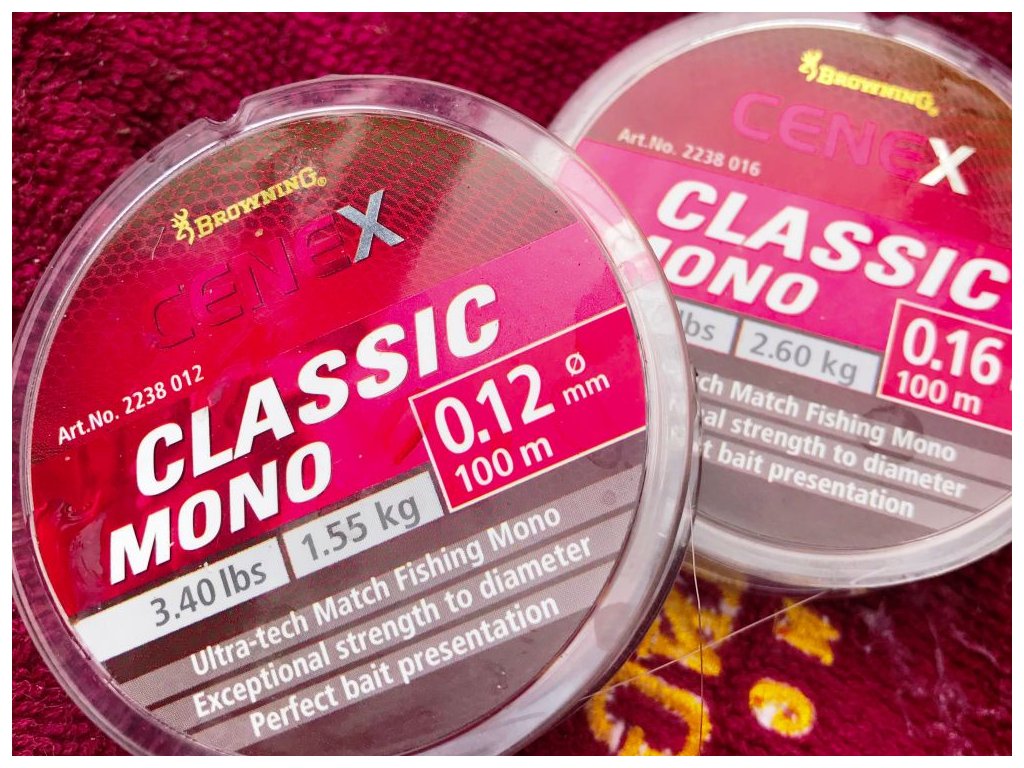 BROWNING®
CENEX
Art.No. 2238 012
CLASSIC
MONO
0.12 Ø mm
100 m
3.40 lbs 1.55 kg
Ultra-tech Match Fishing Mono
Exceptional strength to diameter
Perfect bait presentation
BROWNING®
CENEX
Art.No. 2238 016
CLASSIC
MONO
0.16
100 m
lbs 2.60 kg
Match Fishing Mono
strength to diameter
bait presentation